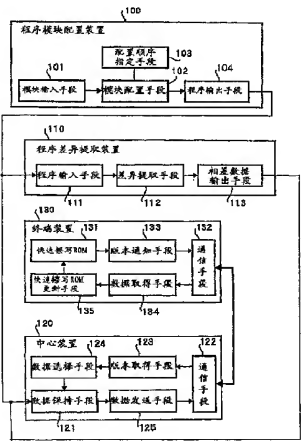 100
程序模块配置装置
103
配置顺序
指定手段
101
102
104
模块输入手段
模块配置手段
程序输出手段
110
程序差异提取装置
程序输入手段
差异提取手段
相差数据
输出手段
111
112
113
130
终端装置
131
133
132
快速擦写ROM
版本通知手段
通信手段
快速擦写ROM
更新手段
数据取得手段
135
134
120
中心装置
124
123
122
数据选择手段
版本取得手段
通信手段
数据保持手段
数据发送手段
121
125